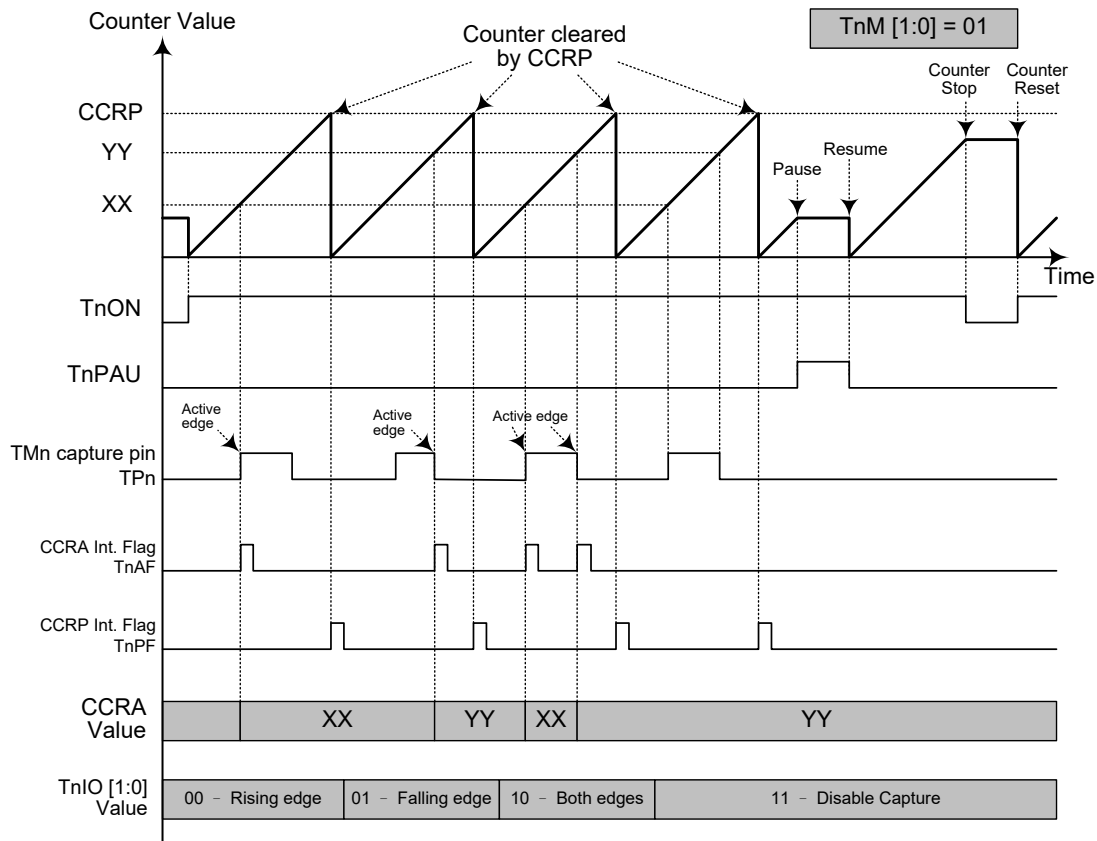 Counter Value
TnM [1:0] = 01
Counter cleared
by CCRP
Counter
Stop
Counter
Reset
CCRP
YY
XX
Pause
Resume
Time
TnON
TnPAU
Active
edge
Active
edge
Active edge
TMn capture pin
TPn
CCRA Int. Flag
TnAF
CCRP Int. Flag
TnPF
CCRA
Value
XX
YY
XX
YY
TnIO [1:0]
Value
00 – Rising edge
01 – Falling edge
10 – Both edges
11 – Disable Capture